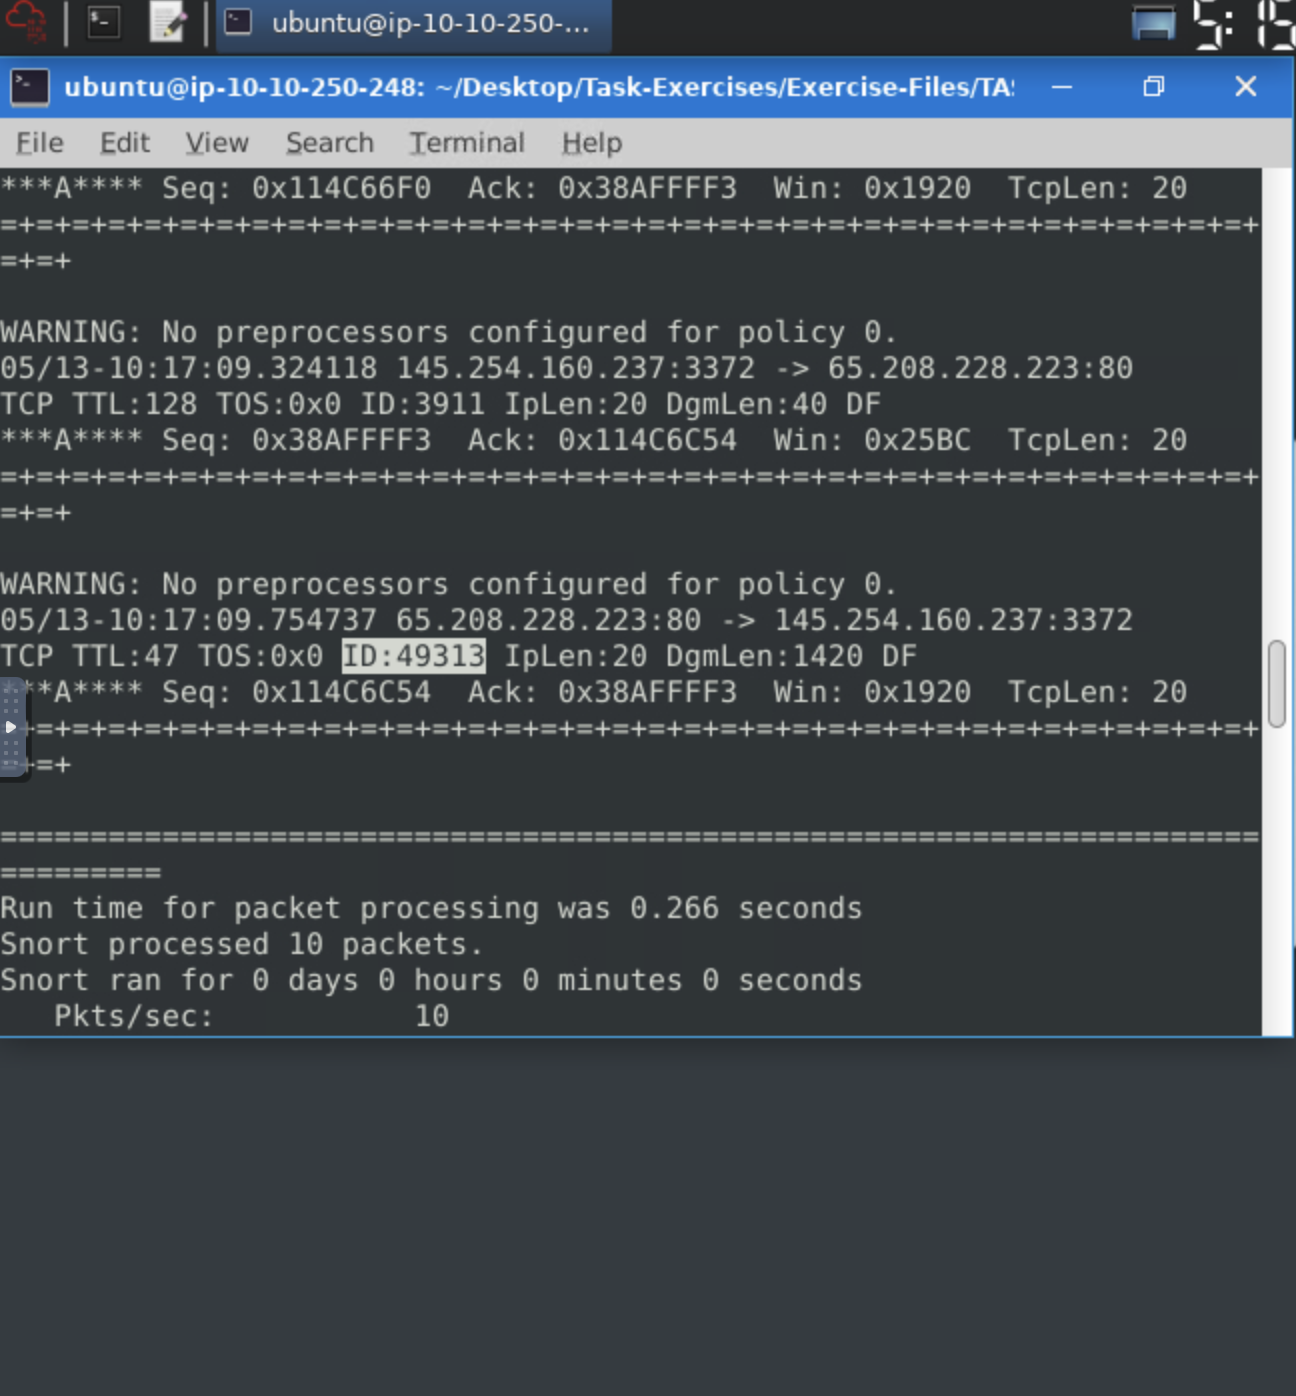 ubuntu@ip-10-10-250-...
5:15
ubuntu@ip-10-10-250-248: ~/Desktop/Task-Exercises/Exercise-Files/TAS
File Edit View Search Terminal Help
***A**** Seq: 0x114C66F0  Ack: 0x38AFFFF3  Win: 0x1920  TcpLen: 20
=+=+=+=+=+=+=+=+=+=+=+=+=+=+=+=+=+=+=+=+=+=+=+=+=+=+=+=+=+=+=+=+=+=+=+
=+=+
WARNING: No preprocessors configured for policy 0.
05/13-10:17:09.324118 145.254.160.237:3372 -> 65.208.228.223:80
TCP TTL:128 TOS:0x0 ID:3911 IpLen:20 DgmLen:40 DF
***A**** Seq: 0x38AFFFF3  Ack: 0x114C6C54  Win: 0x25BC  TcpLen: 20
=+=+=+=+=+=+=+=+=+=+=+=+=+=+=+=+=+=+=+=+=+=+=+=+=+=+=+=+=+=+=+=+=+=+=+
=+=+
WARNING: No preprocessors configured for policy 0.
05/13-10:17:09.754737 65.208.228.223:80 -> 145.254.160.237:3372
TCP TTL:47 TOS:0x0 ID:49313 IpLen:20 DgmLen:1420 DF
***A**** Seq: 0x114C6C54  Ack: 0x38AFFFF3  Win: 0x1920  TcpLen: 20
=+=+=+=+=+=+=+=+=+=+=+=+=+=+=+=+=+=+=+=+=+=+=+=+=+=+=+=+=+=+=+=+=+=+=+
=+=+
======================================================================
=========
Run time for packet processing was 0.266 seconds
Snort processed 10 packets.
Snort ran for 0 days 0 hours 0 minutes 0 seconds
   Pkts/sec:           10